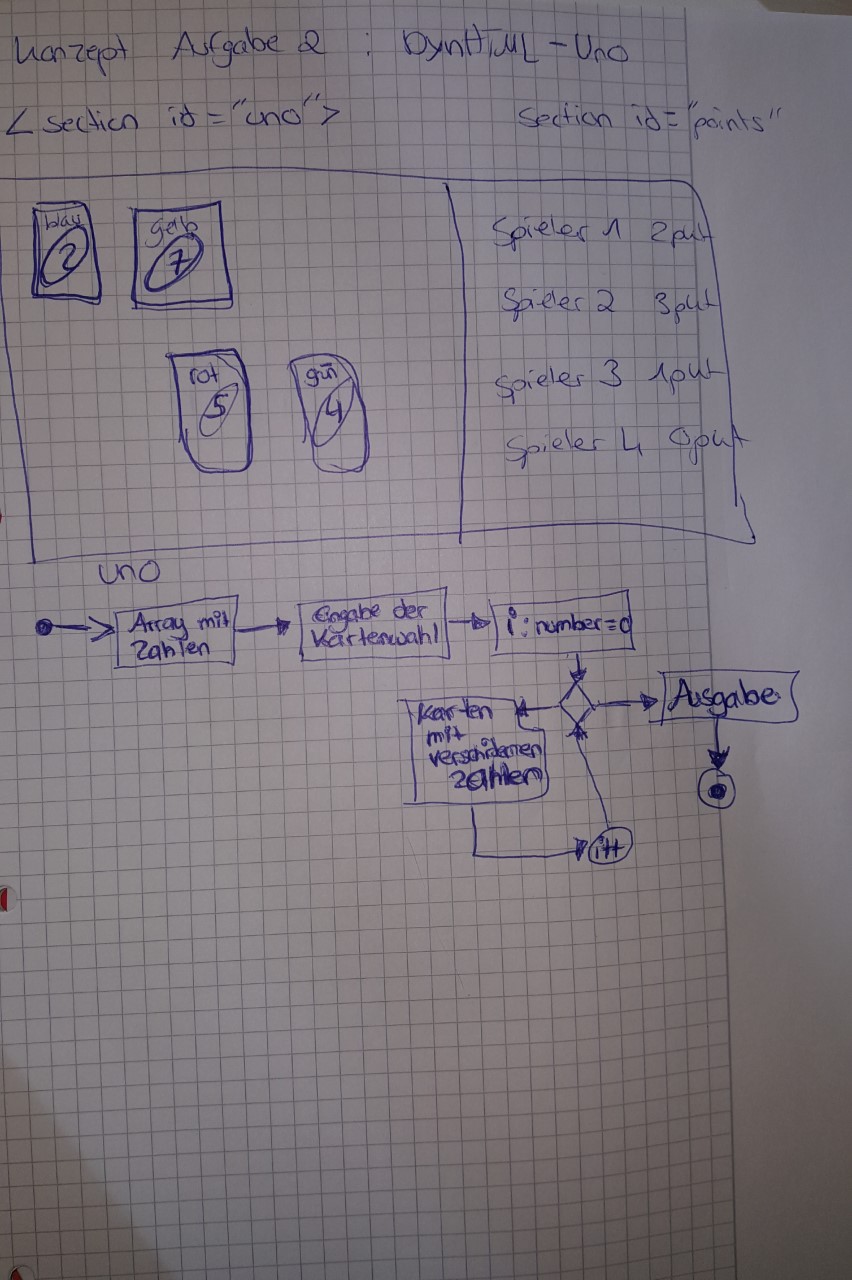 Konzept Aufgabe 2 : DynHTML - Uno
<section id="uno"> section id="points"
blau
2
gelb
7
rot
5
grün
4
Spieler 1 2pkt
Spieler 2 3pkt
Spieler 3 1pkt
Spieler 4 0pkt
uno
Array mit
Zahlen
Eingabe der
Kartenwahl
i: number=0
Karten
mit
verschidenen
Zahlen
Ausgabe
i++